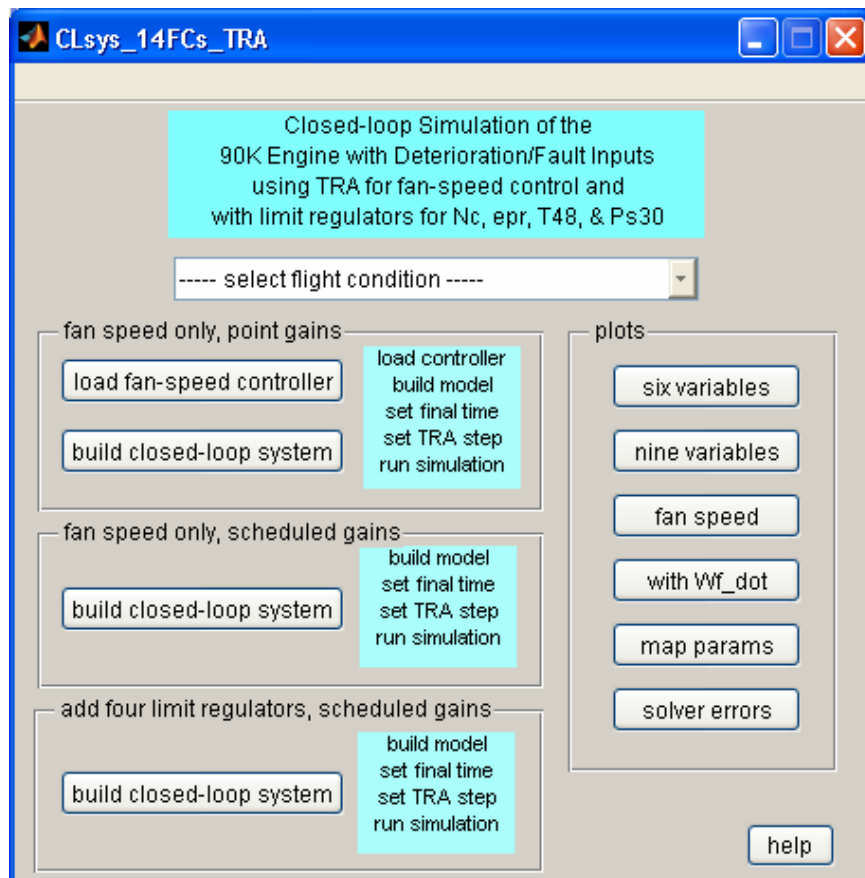 CLsys_14FCs_TRA
Closed-loop Simulation of the
90K Engine with Deterioration/Fault Inputs
using TRA for fan-speed control and
with limit regulators for Nc, epr, T48, & Ps30
----- select flight condition -----
fan speed only, point gains
load fan-speed controller
build closed-loop system
load controller
build model
set final time
set TRA step
run simulation
fan speed only, scheduled gains
build closed-loop system
build model
set final time
set TRA step
run simulation
add four limit regulators, scheduled gains
build closed-loop system
build model
set final time
set TRA step
run simulation
plots
six variables
nine variables
fan speed
with Wf_dot
map params
solver errors
help